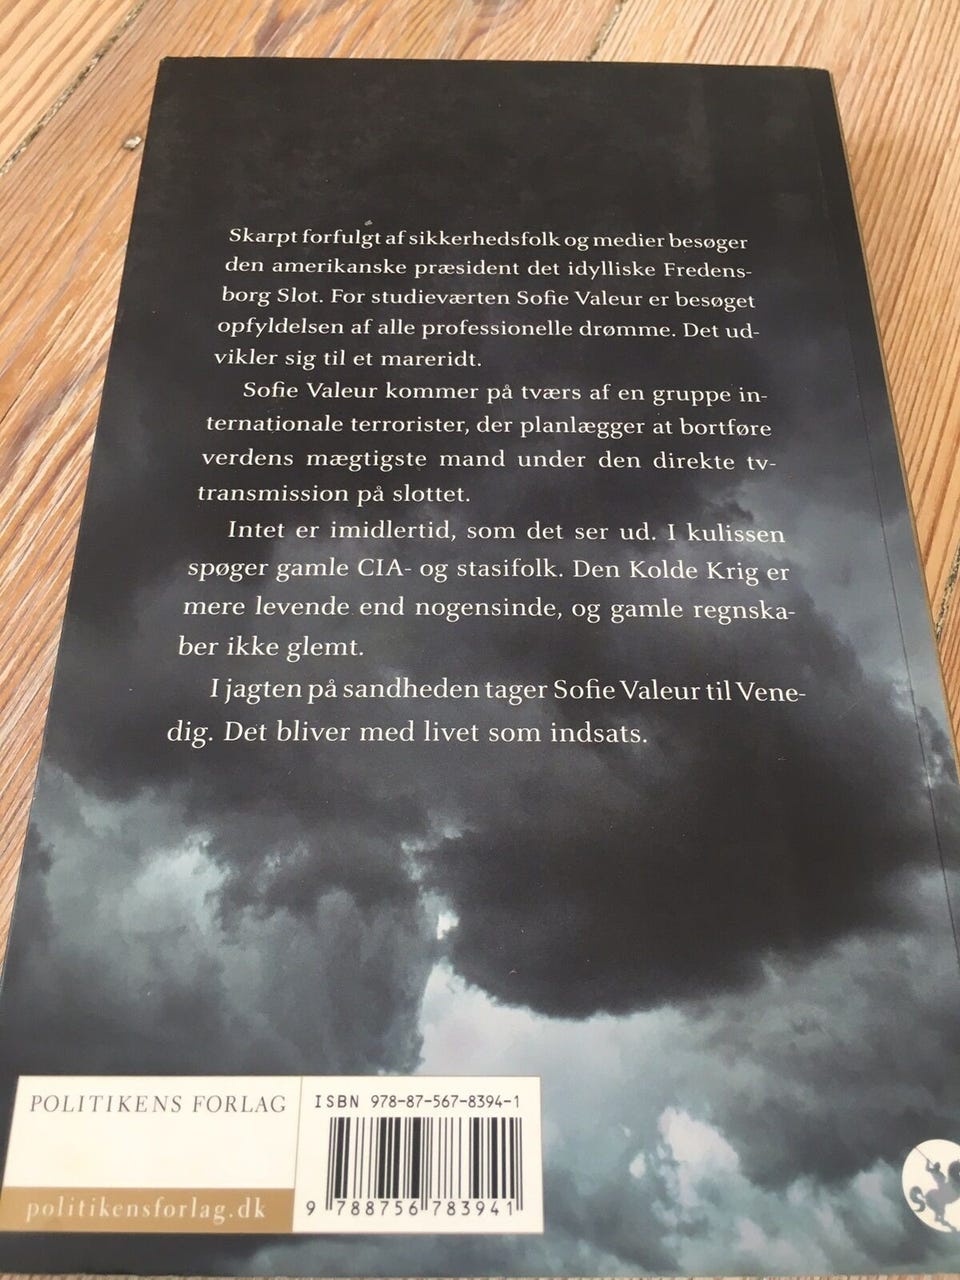 Skarpt forfulgt af sikkerhedsfolk og medier besøger
den amerikanske præsident det idylliske Fredens-
borg Slot. For studieværten Sofie Valeur er besøget
opfyldelsen af alle professionelle drømme. Det ud-
vikler sig til et mareridt.
Sofie Valeur kommer på tværs af en gruppe in-
ternationale terrorister, der planlægger at bortføre
verdens mægtigste mand under den direkte tv-
transmission på slottet.
Intet er imidlertid, som det ser ud. I kulissen
spøger gamle CIA- og stasifolk. Den Kolde Krig er
mere levende end nogensinde, og gamle regnska-
ber ikke glemt.
I jagten på sandheden tager Sofie Valeur til Vene-
dig. Det bliver med livet som indsats.
POLITIKENS FORLAG
politikensforlag.dk
ISBN 978-87-567-8394-1
9 788756 783941